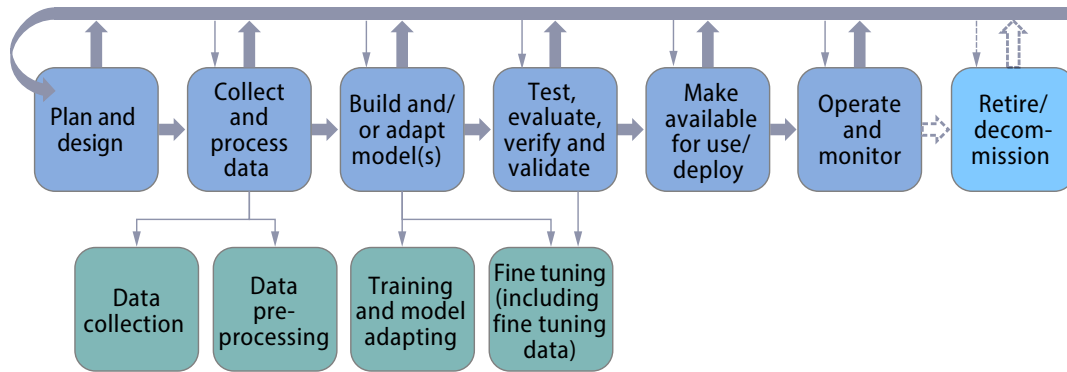 Plan and
design
Collect
and
process
data
Build and/
or adapt
model(s)
Test,
evaluate,
verify and
validate
Make
available
for use/
deploy
Operate
and
monitor
Retire/
decom-
mission
Data
collection
Data
pre-
processing
Training
and model
adapting
Fine tuning
(including
fine tuning
data)